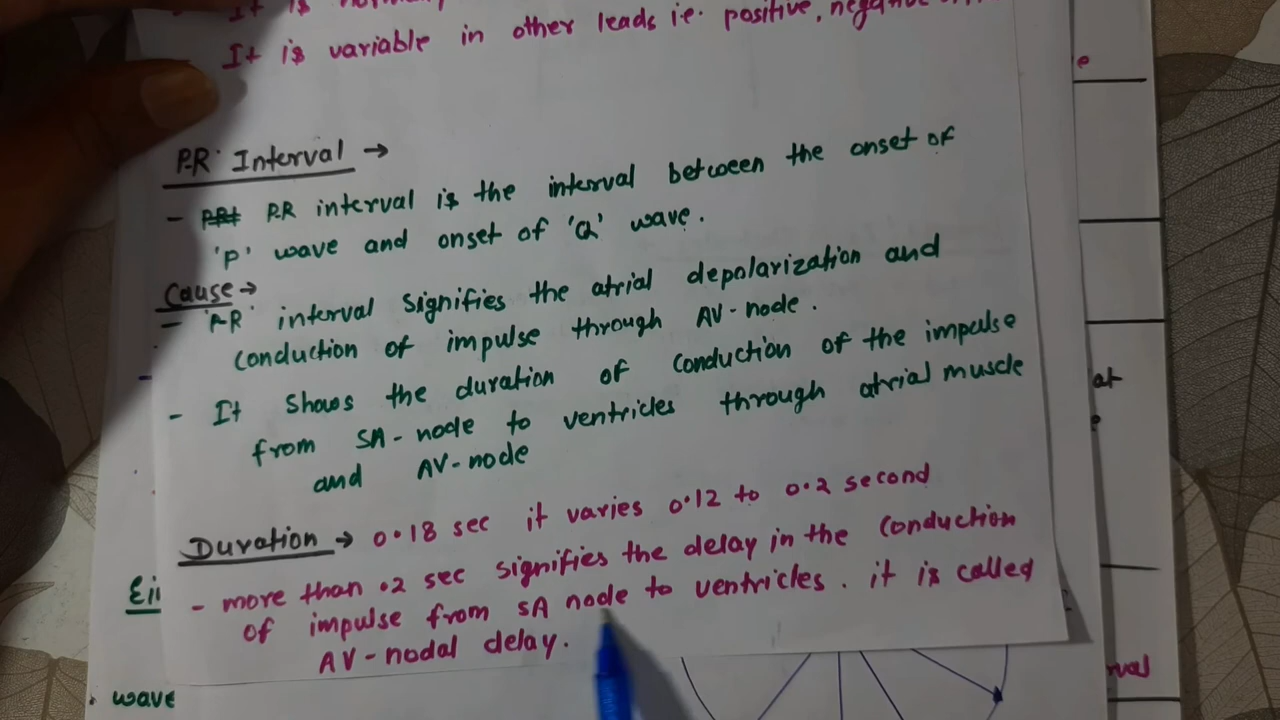 It is
It is variable in other leads i.e. positive, negative
P-R Interval →
- P.R interval is the interval between the onset of
'P' wave and onset of 'Q' wave.
Cause →
- 'P-R' interval signifies the atrial depolarization and
conduction of impulse through AV-node.
- It shows the duration of conduction of the impulse
from SA-node to ventricles through atrial muscle
and AV-node
Duration → 0.18 sec it varies 0.12 to 0.2 second
- more than .2 sec signifies the delay in the conduction
of impulse from SA node to ventricles. it is called
AV-nodal delay.
e
at
wave